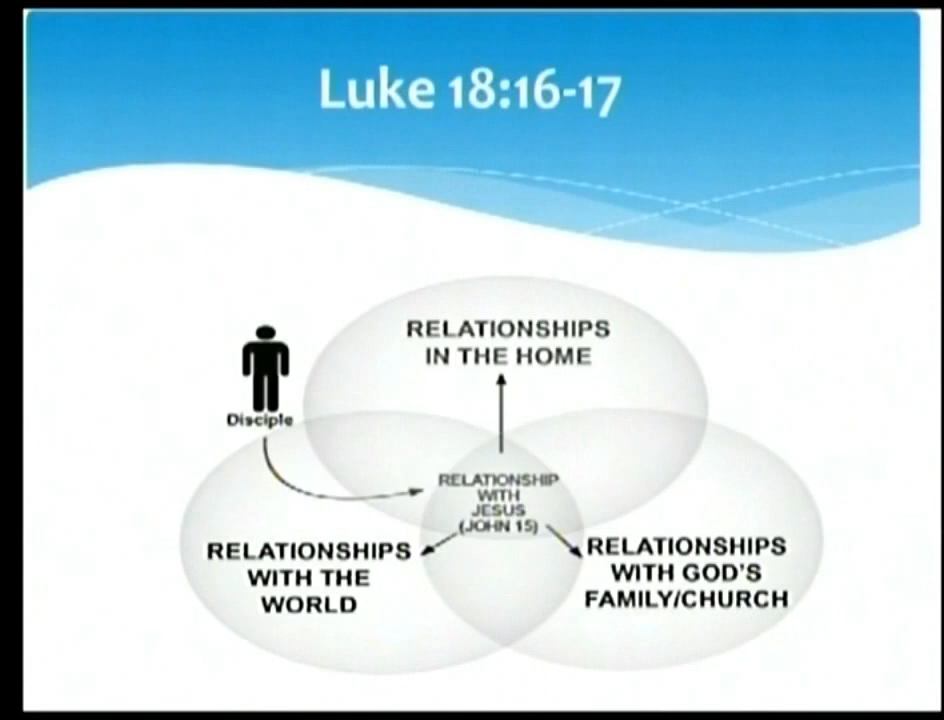 Luke 18:16-17
RELATIONSHIPS
IN THE HOME
Disciple
RELATIONSHIP
WITH
JESUS
(JOHN 15)
RELATIONSHIPS
WITH THE
WORLD
RELATIONSHIPS
WITH GOD'S
FAMILY/CHURCH